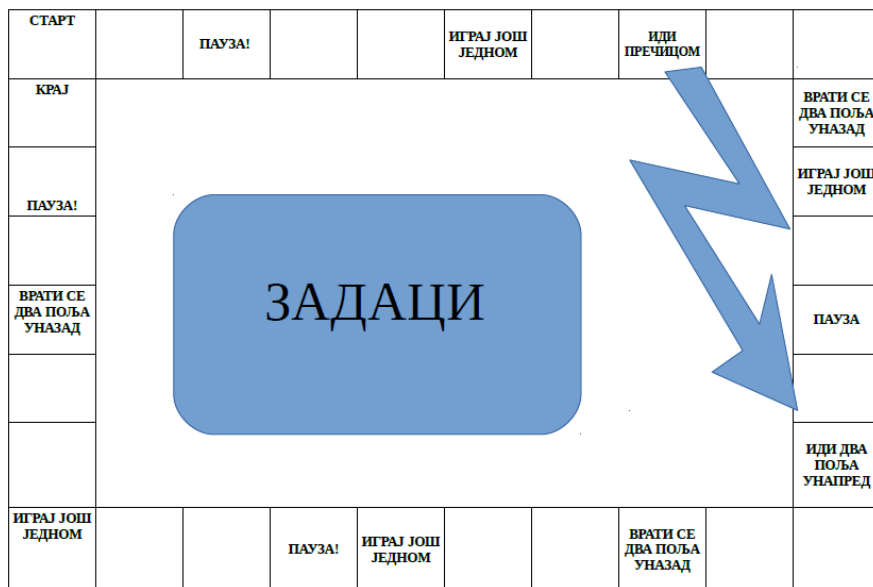 СТАРТ
ПАУЗА!
ИГРАЈ ЈОШ
ЈЕДНОМ
ИДИ
ПРЕЧИЦОМ
КРАЈ
ВРАТИ СЕ
ДВА ПОЉА
УНАЗАД
ПАУЗА!
ИГРАЈ ЈОШ
ЈЕДНОМ
ВРАТИ СЕ
ДВА ПОЉА
УНАЗАД
ЗАДАЦИ
ПАУЗА
ИДИ ДВА
ПОЉА
УНАПРЕД
ИГРАЈ ЈОШ
ЈЕДНОМ
ПАУЗА!
ИГРАЈ ЈОШ
ЈЕДНОМ
ВРАТИ СЕ
ДВА ПОЉА
УНАЗАД